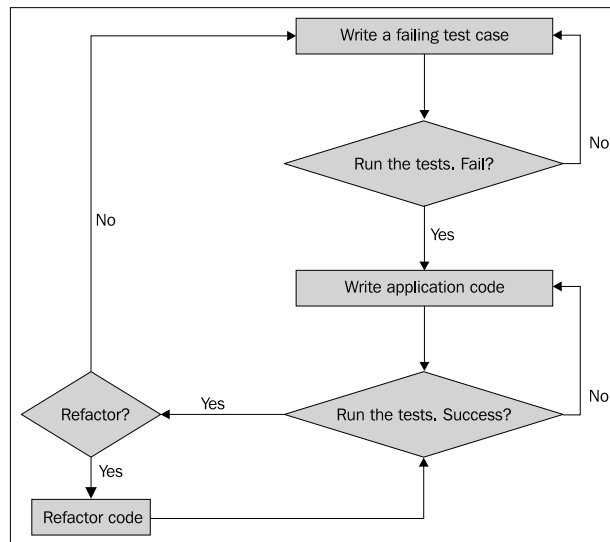 Write a failing test case
No
Run the tests. Fail?
No
Yes
Write application code
No
Refactor?
Yes
Run the tests. Success?
Yes
Refactor code